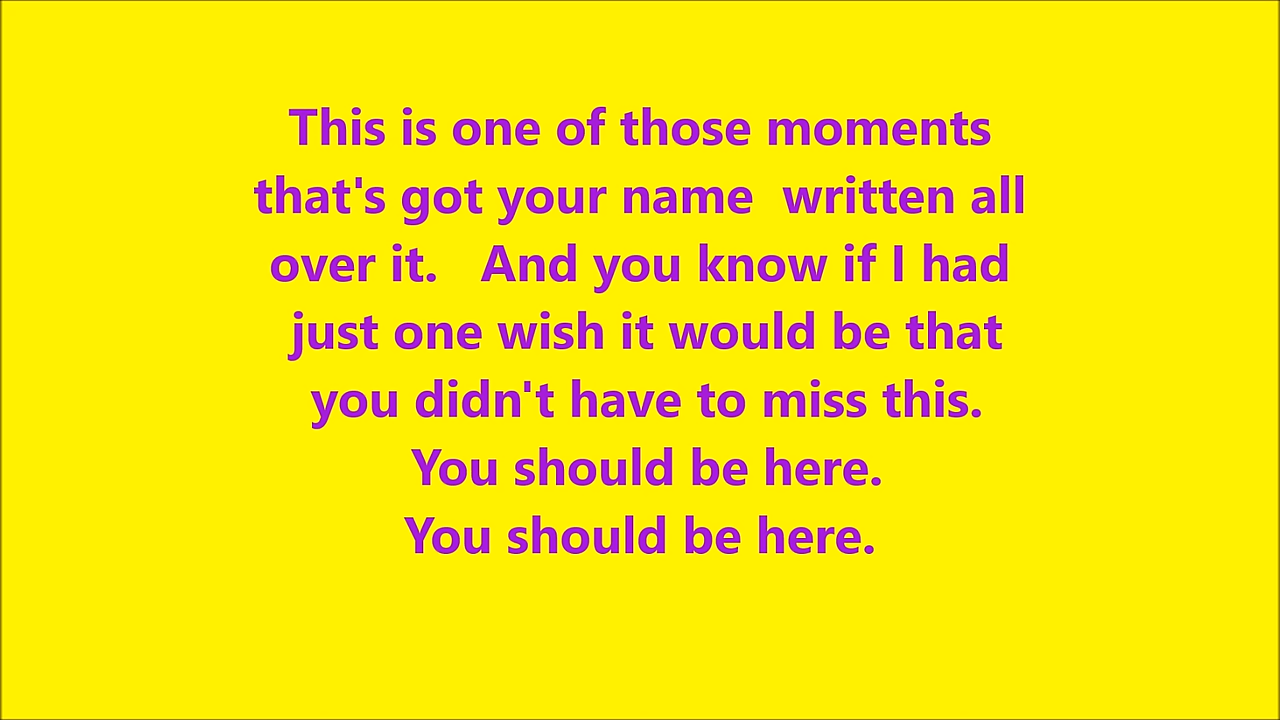 This is one of those moments
that's got your name  written all
over it.   And you know if I had
just one wish it would be that
you didn't have to miss this.
You should be here.
You should be here.